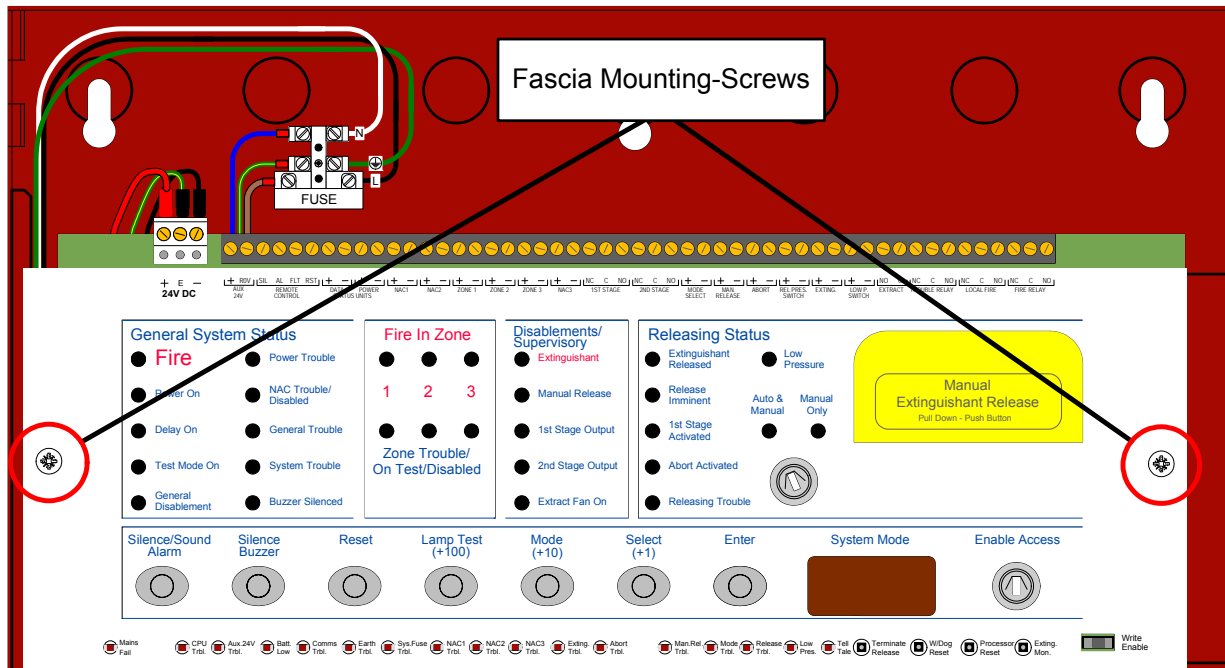 Fascia Mounting-Screws
N
L
FUSE
+ E -
24V DC
+ RDV SIL AL FLT RST + - + - + - + - + - + - + - + - NC C NO NC C NO + - + - + - + - + - + - NO C NC C NO NC C NO NC C NO
AUX 24V
REMOTE CONTROL
POWER
UNITS
NAC1
NAC2
ZONE 1
ZONE 2
ZONE 3
NAC3
1ST STAGE
2ND STAGE
MODE SELECT
MAN. RELEASE
ABORT
REL PRES. SWITCH
EXTING.
LOW P SWITCH
EXTRACT
RELAY
LOCAL FIRE
FIRE RELAY
General System Status
Fire
Power On
Delay On
Test Mode On
General
Disablement
Power Trouble
NAC Trouble/
Disabled
General Trouble
System Trouble
Buzzer Silenced
Fire In Zone
1 2 3
Zone Trouble/
On Test/Disabled
Disablements/
Supervisory
Extinguishant
Manual Release
1st Stage Output
2nd Stage Output
Extract Fan On
Releasing Status
Extinguishant
Released
Release
Imminent
1st Stage
Activated
Abort Activated
Releasing Trouble
Low
Pressure
Auto &
Manual
Manual
Only
Manual
Extinguishant Release
Pull Down - Push Button
Silence/Sound
Alarm
Silence
Buzzer
Reset
Lamp Test
(+100)
Mode
(+10)
Select
(+1)
Enter
System Mode
Enable Access
Mains
Fail
CPU
Trbl.
Aux.24V
Trbl.
Batt.
Low
Comms
Trbl.
Earth
Trbl.
Sys.Fuse
Trbl.
NAC1
Trbl.
NAC2
Trbl.
NAC3
Trbl.
Exting.
Trbl.
Abort
Trbl.
Man.Rel.
Trbl.
Mode
Trbl.
Release
Trbl.
Low
Pres.
Tell
Tale
Terminate
Release
W/Dog
Reset
Processor
Reset
Exting.
Mon.
Write
Enable